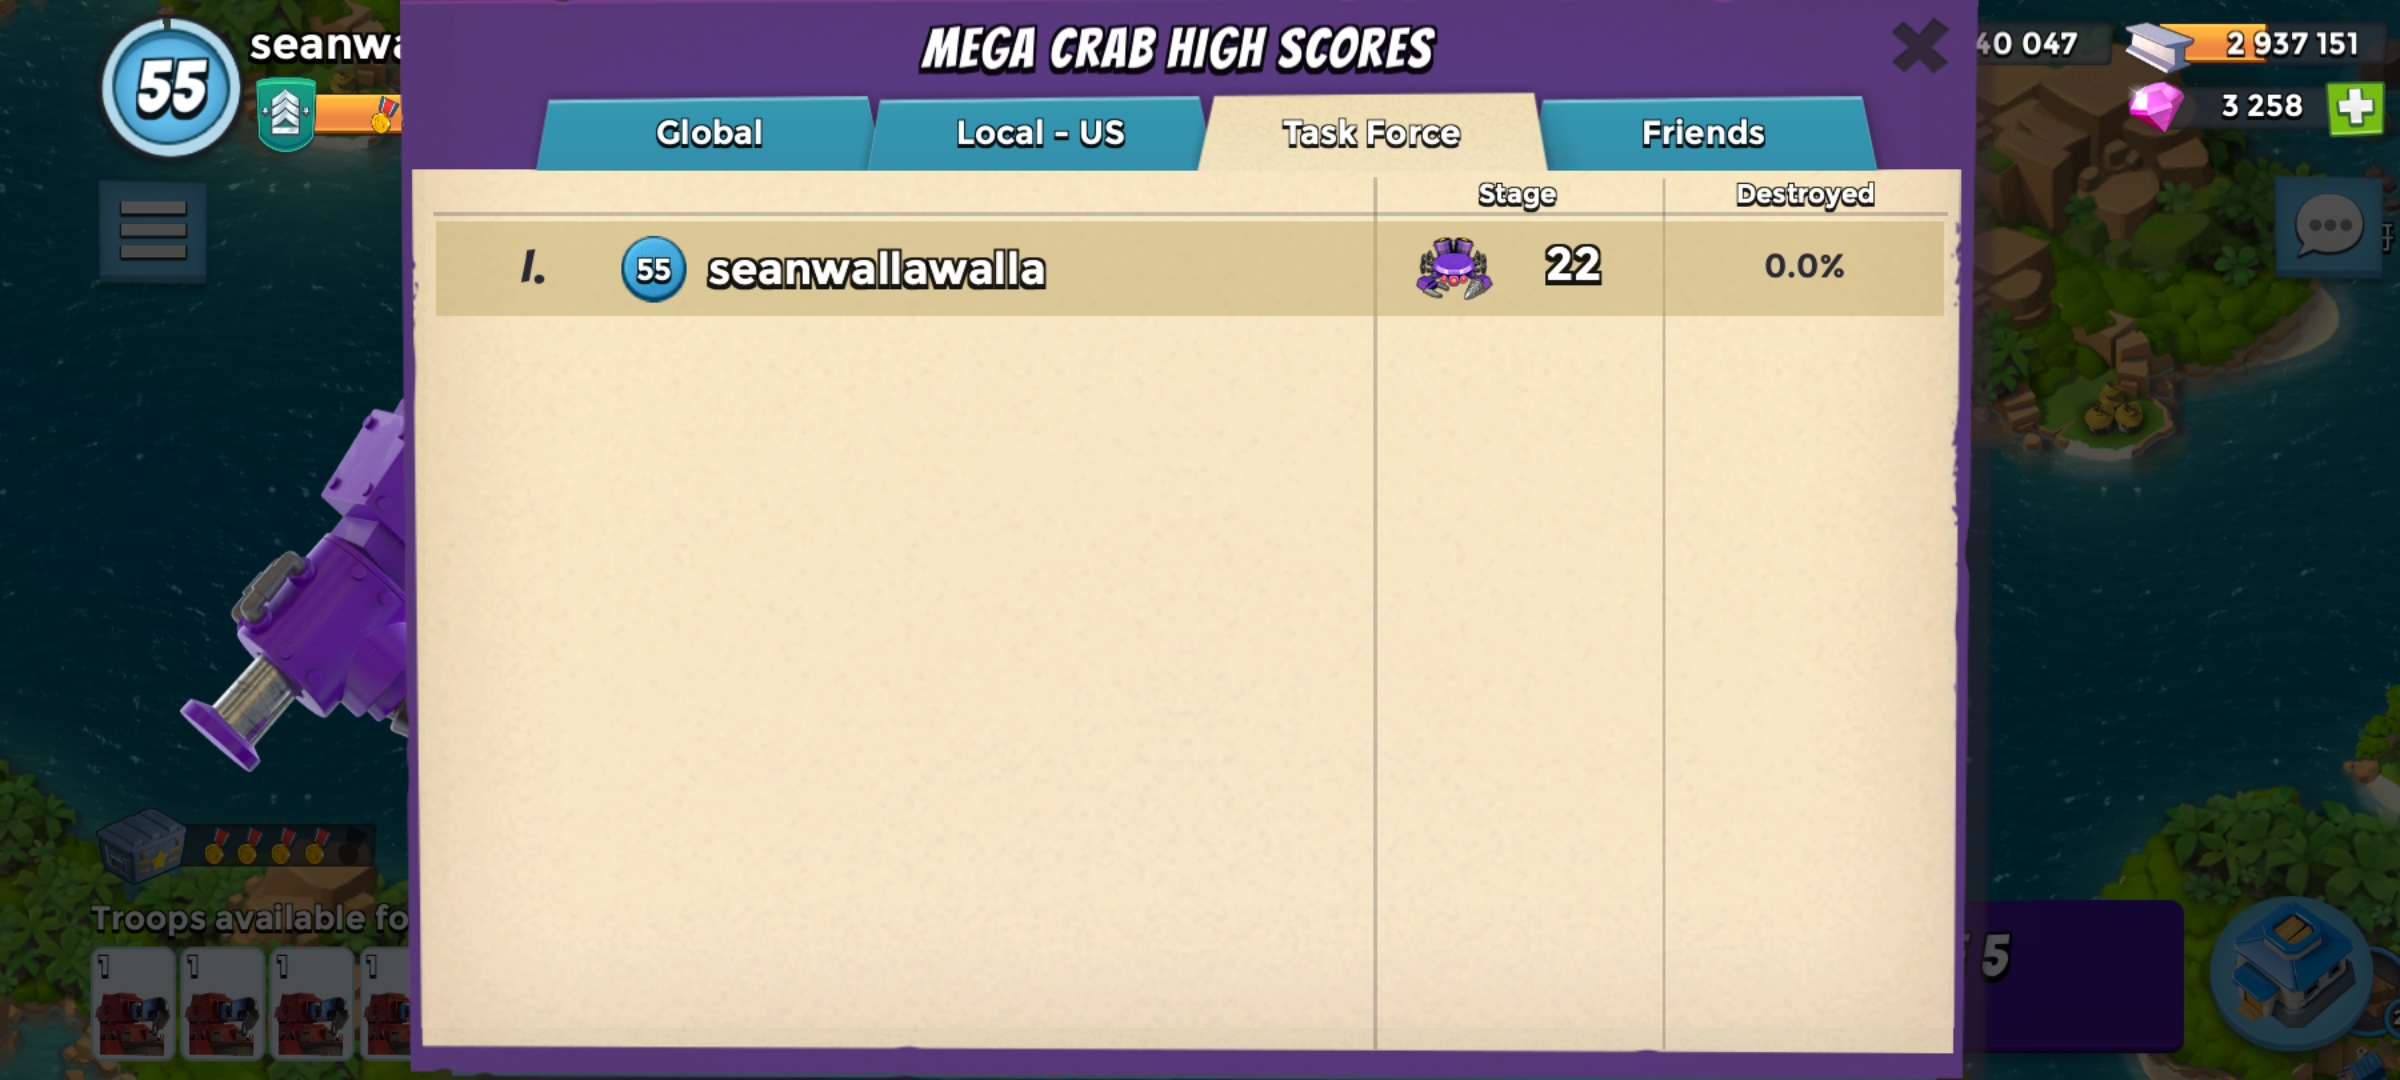 55
seanwa
MEGA CRAB HIGH SCORES
40 047
2 937 151
3 258
Global
Local - US
Task Force
Friends
Stage
Destroyed
1.
55
seanwallawalla
22
0.0%
Troops available fo
1
1
1
1
5